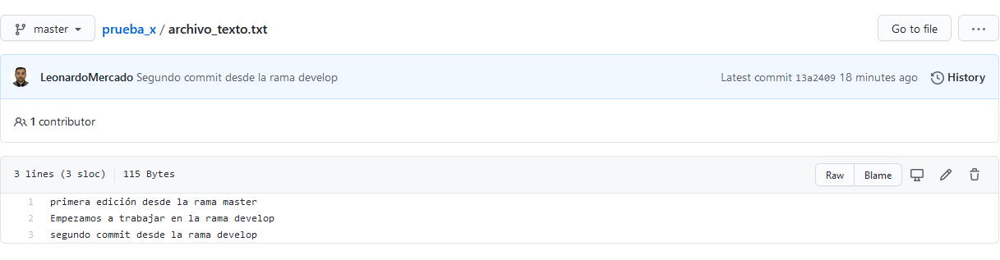 master prueba_x / archivo_texto.txt Go to file ...
LeonardoMercado Segundo commit desde la rama develop Latest commit 13a2409 18 minutes ago History
1 contributor
3 lines (3 sloc) 115 Bytes Raw Blame
1 primera edición desde la rama master
2 Empezamos a trabajar en la rama develop
3 segundo commit desde la rama develop